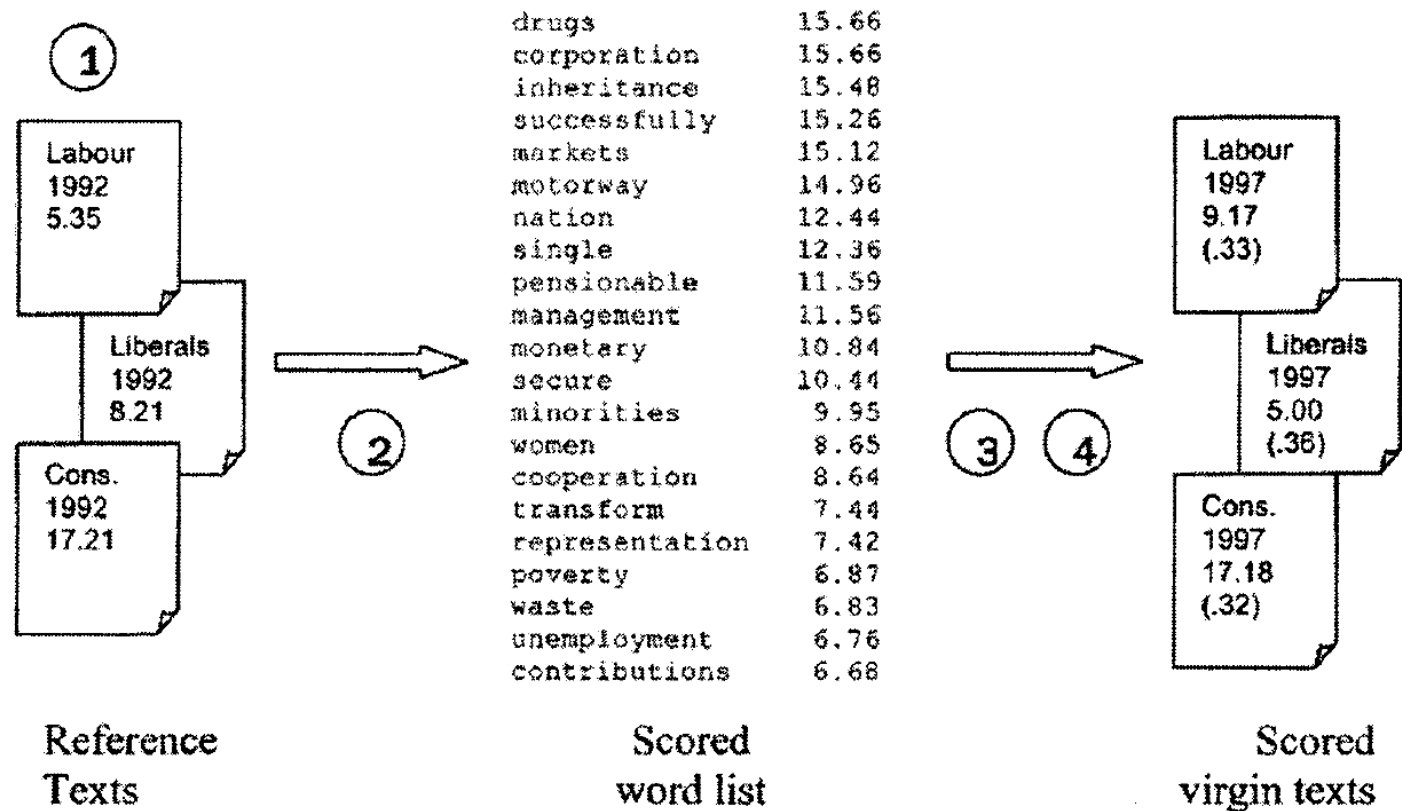 1
Labour
1992
5.35
Liberals
1992
8.21
Cons.
1992
17.21
Reference
Texts
2
drugs 15.66
corporation 15.66
inheritance 15.48
successfully 15.26
markets 15.12
motorway 14.96
nation 12.44
single 12.36
pensionable 11.59
management 11.56
monetary 10.84
secure 10.44
minorities 9.95
women 8.65
cooperation 8.64
transform 7.44
representation 7.42
poverty 6.87
waste 6.83
unemployment 6.76
contributions 6.68
Scored
word list
3 4
Labour
1997
9.17
(.33)
Liberals
1997
5.00
(.36)
Cons.
1997
17.18
(.32)
Scored
virgin texts